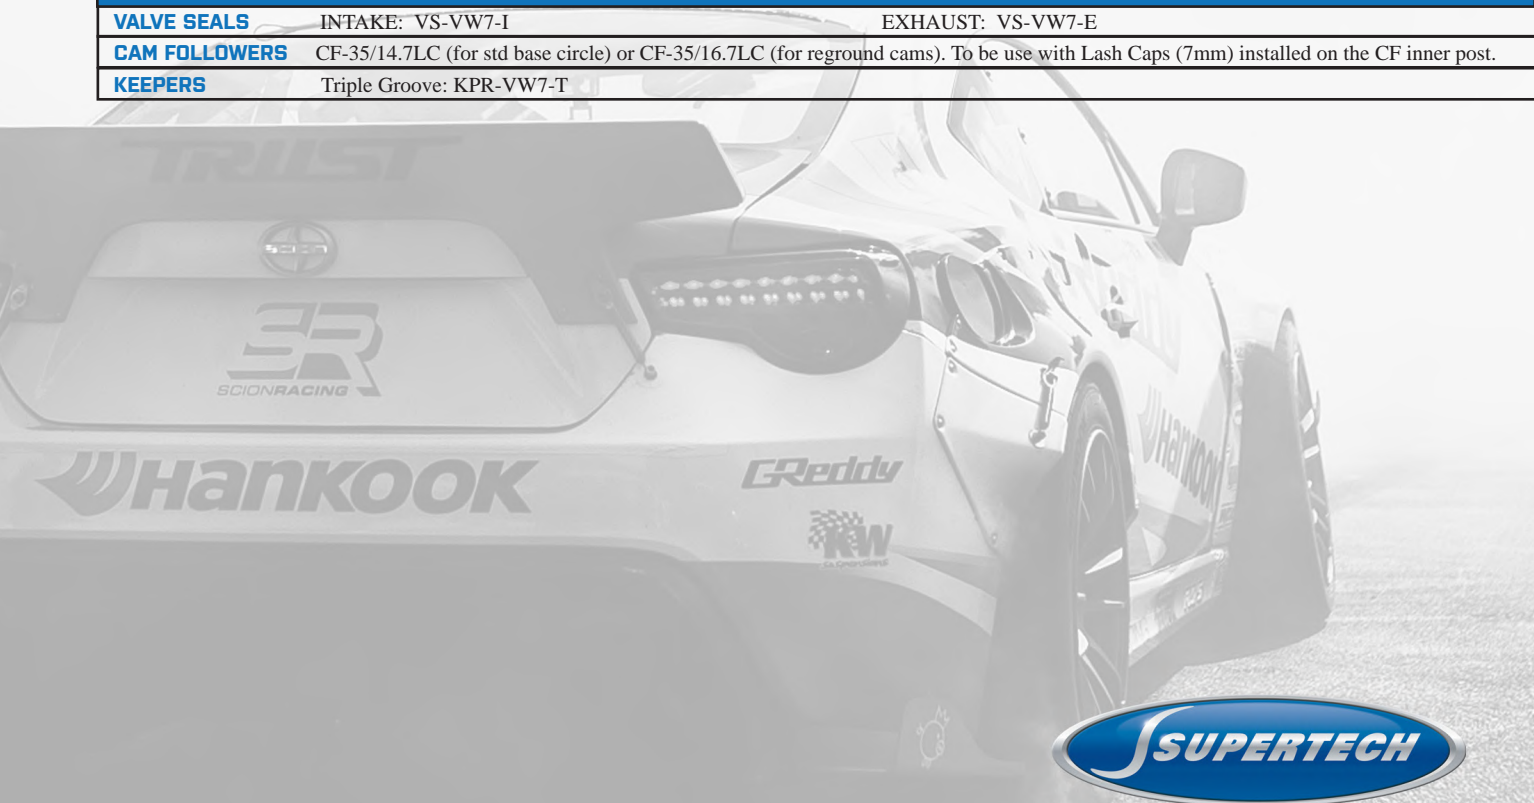 VALVE SEALS INTAKE: VS-VW7-I EXHAUST: VS-VW7-E
CAM FOLLOWERS CF-35/14.7LC (for std base circle) or CF-35/16.7LC (for reground cams). To be use with Lash Caps (7mm) installed on the CF inner post.
KEEPERS Triple Groove: KPR-VW7-T
TRUST
SR
SCIONRACING
HANKOOK
GReddy
KW
HANKOOK
SUPERTECH